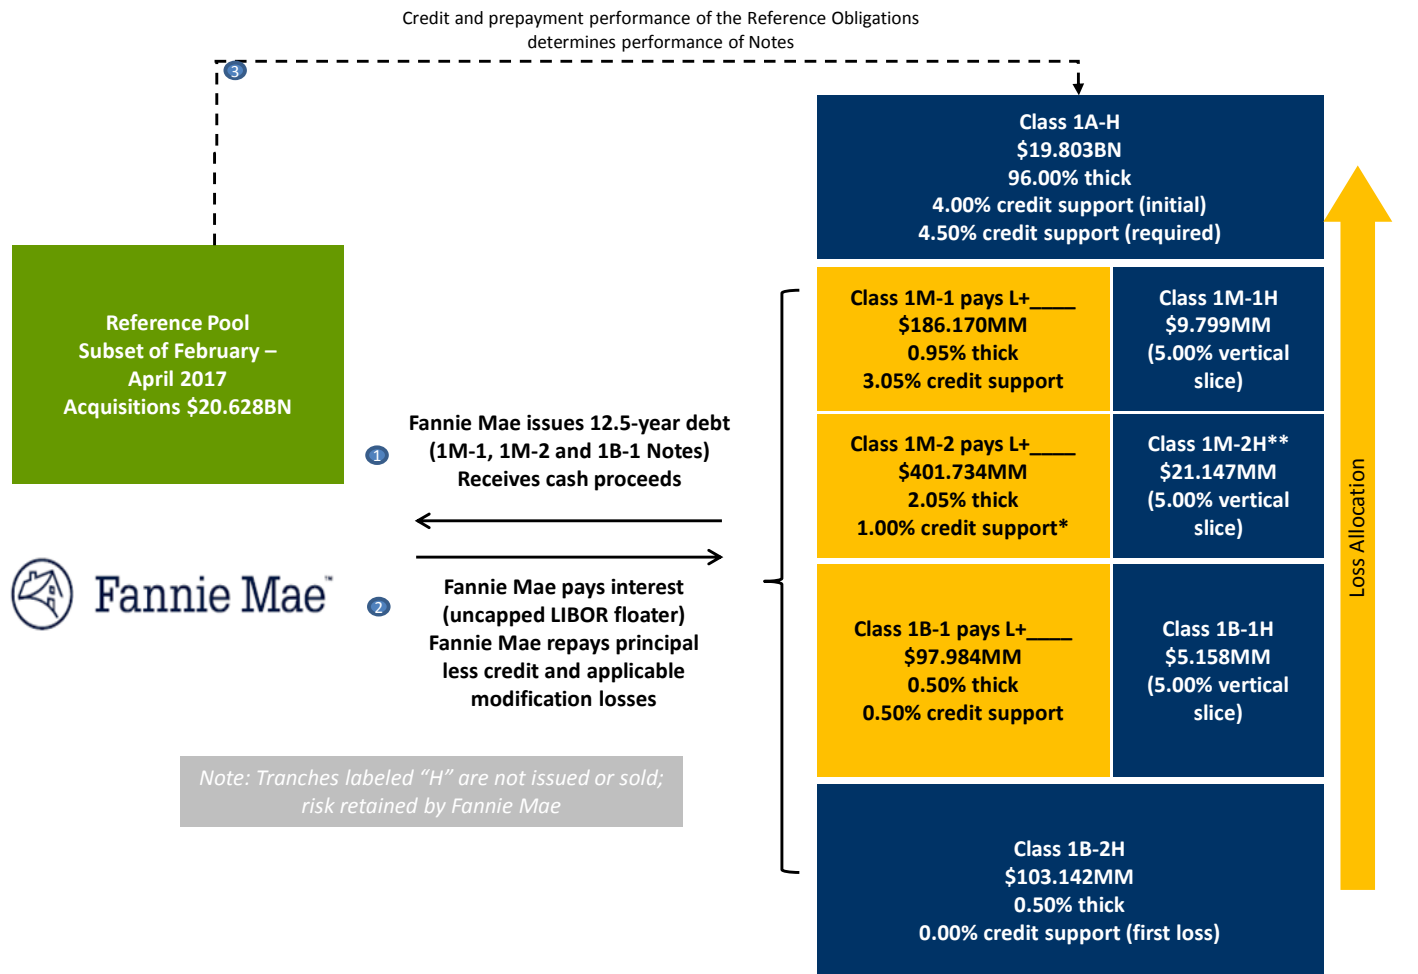 Credit and prepayment performance of the Reference Obligations
determines performance of Notes
3
Class 1A-H
$19.803BN
96.00% thick
4.00% credit support (initial)
4.50% credit support (required)
Reference Pool
Subset of February –
April 2017
Acquisitions $20.628BN
1
Fannie Mae issues 12.5-year debt
(1M-1, 1M-2 and 1B-1 Notes)
Receives cash proceeds
Fannie Mae™
2
Fannie Mae pays interest
(uncapped LIBOR floater)
Fannie Mae repays principal
less credit and applicable
modification losses
Note: Tranches labeled “H” are not issued or sold;
risk retained by Fannie Mae
Class 1M-1 pays L+____
$186.170MM
0.95% thick
3.05% credit support
Class 1M-1H
$9.799MM
(5.00% vertical
slice)
Class 1M-2 pays L+____
$401.734MM
2.05% thick
1.00% credit support*
Class 1M-2H**
$21.147MM
(5.00% vertical
slice)
Class 1B-1 pays L+____
$97.984MM
0.50% thick
0.50% credit support
Class 1B-1H
$5.158MM
(5.00% vertical
slice)
Class 1B-2H
$103.142MM
0.50% thick
0.00% credit support (first loss)
Loss Allocation